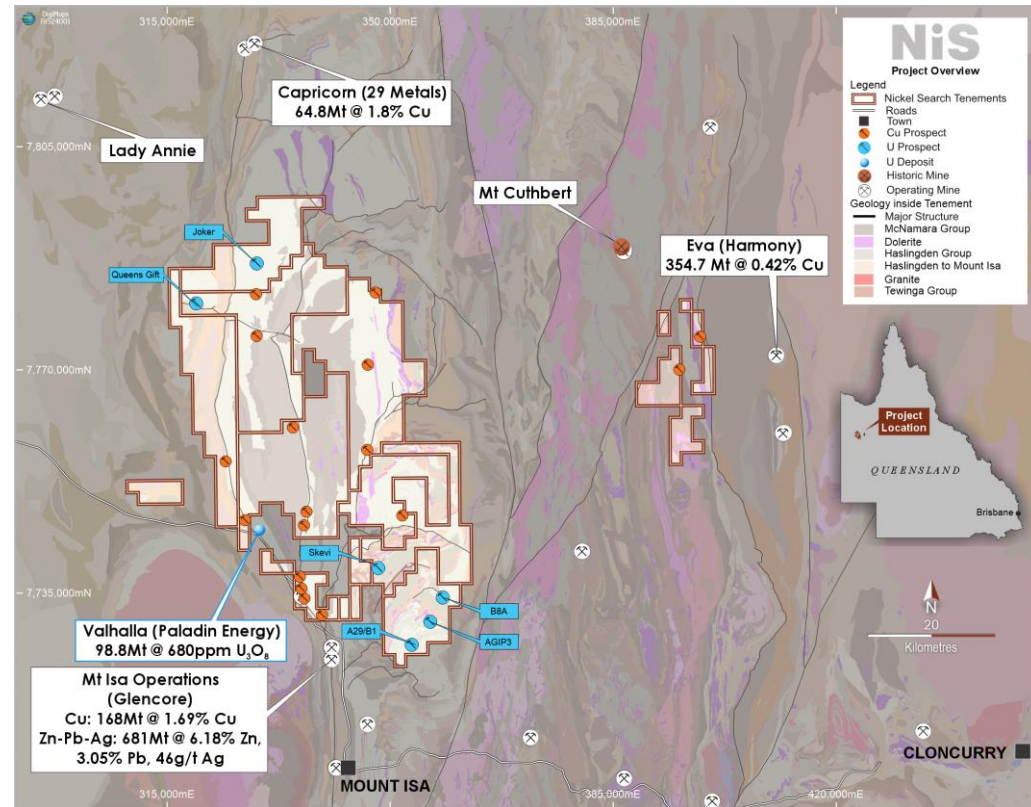 DigiMaps
315,000mE
350,000mE
385,000mE
NiS
Project Overview
Legend
Nickel Search Tenements
Roads
Town
Cu Prospect
U Prospect
U Deposit
Historic Mine
Operating Mine
Geology inside Tenement
Major Structure
McNamara Group
Dolerite
Haslingden Group
Haslingden to Mount Isa
Granite
Tewinga Group
Capricorn (29 Metals)
64.8Mt @ 1.8% Cu
Lady Annie
7,805,000mN
Mt Cuthbert
Joker
Queens Gift
Eva (Harmony)
354.7 Mt @ 0.42% Cu
7,770,000mN
Project
Location
QUEENSLAND
Brisbane
Skevi
7,735,000mN
B8A
A29/B1
AGIP3
N
20
Kilometres
Valhalla (Paladin Energy)
98.8Mt @ 680ppm U₃O₈
Mt Isa Operations
(Glencore)
Cu: 168Mt @ 1.69% Cu
Zn-Pb-Ag: 681Mt @ 6.18% Zn,
3.05% Pb, 46g/t Ag
CLONCURRY
MOUNT ISA
315,000mE
385,000mE
420,000mE